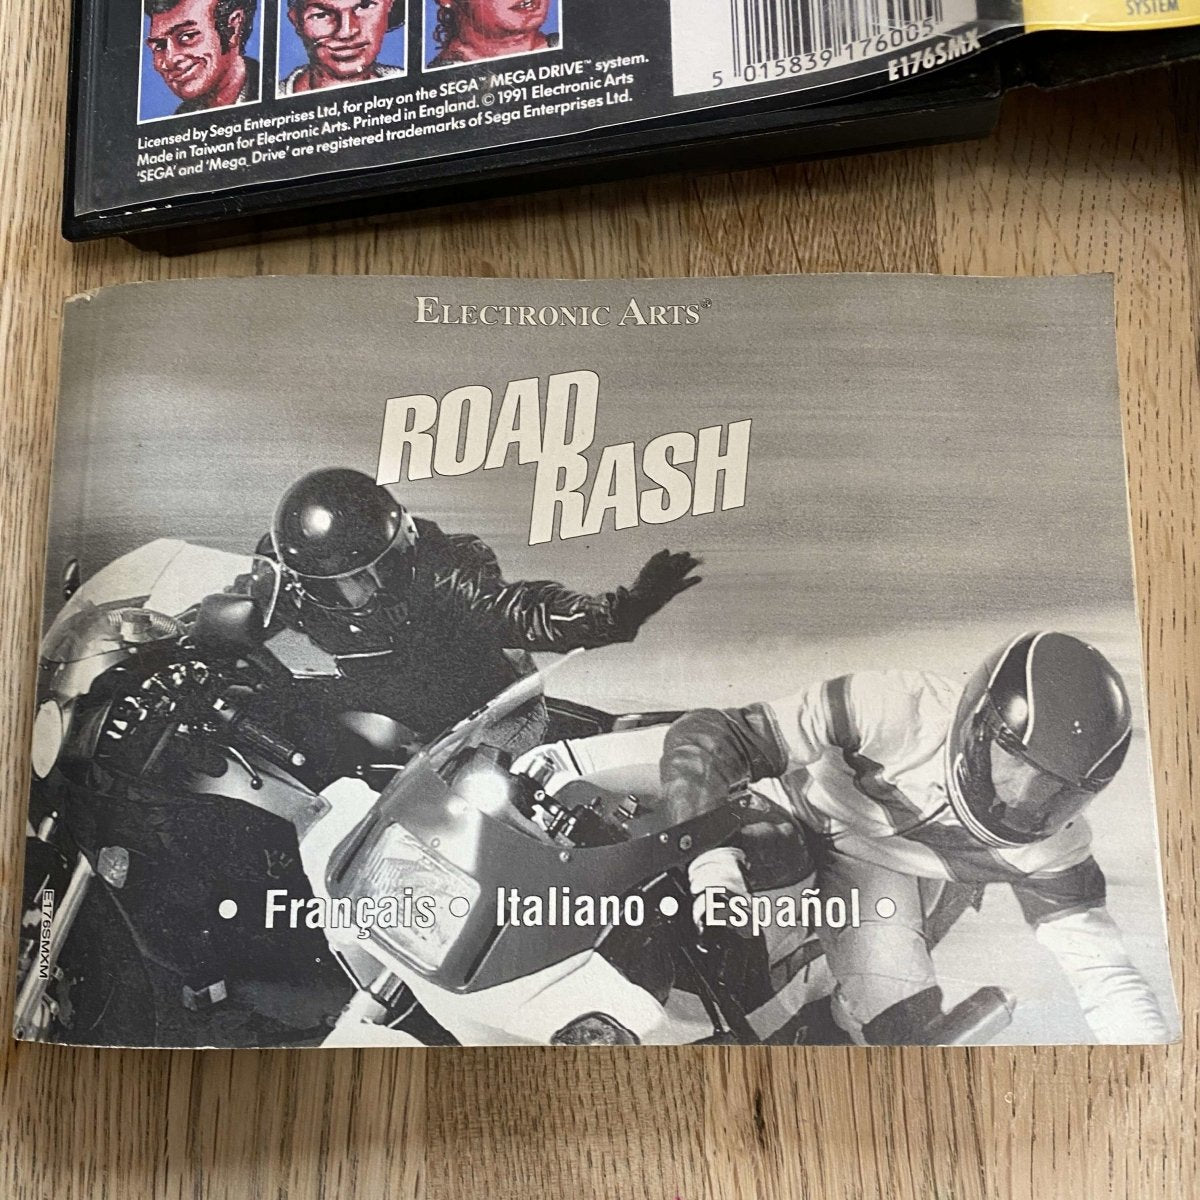 SYSTEM
5 015839 176005
E176SMX
Licensed by Sega Enterprises Ltd, for play on the SEGA™ MEGA DRIVE™ system.
Made in Taiwan for Electronic Arts. Printed in England. © 1991 Electronic Arts
'SEGA' and 'Mega Drive' are registered trademarks of Sega Enterprises Ltd.
ELECTRONIC ARTS®
ROAD
RASH
• Français • Italiano • Español •
E176SMXM